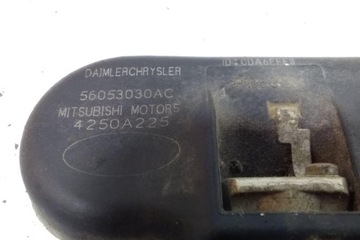 DAIMLERCHRYSLER
56053030AC
MITSUBISHI MOTORS
4250A225